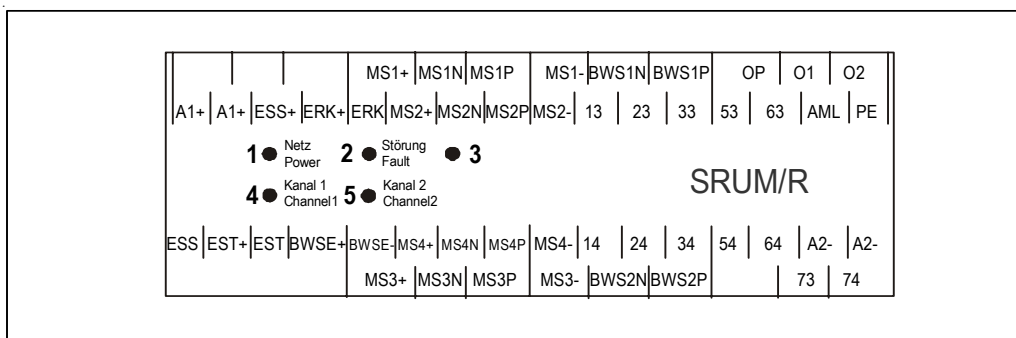 MS1+ MS1N MS1P MS1- BWS1N BWS1P OP O1 O2
A1+ A1+ ESS+ ERK+ ERK MS2+ MS2N MS2P MS2- 13 23 33 53 63 AML PE
1 Netz Power 2 Störung Fault 3
4 Kanal 1 Channel1 5 Kanal 2 Channel2
SRUM/R
ESS EST+ EST BWSE+ BWSE- MS4+ MS4N MS4P MS4- 14 24 34 54 64 A2- A2-
MS3+ MS3N MS3P MS3- BWS2N BWS2P 73 74